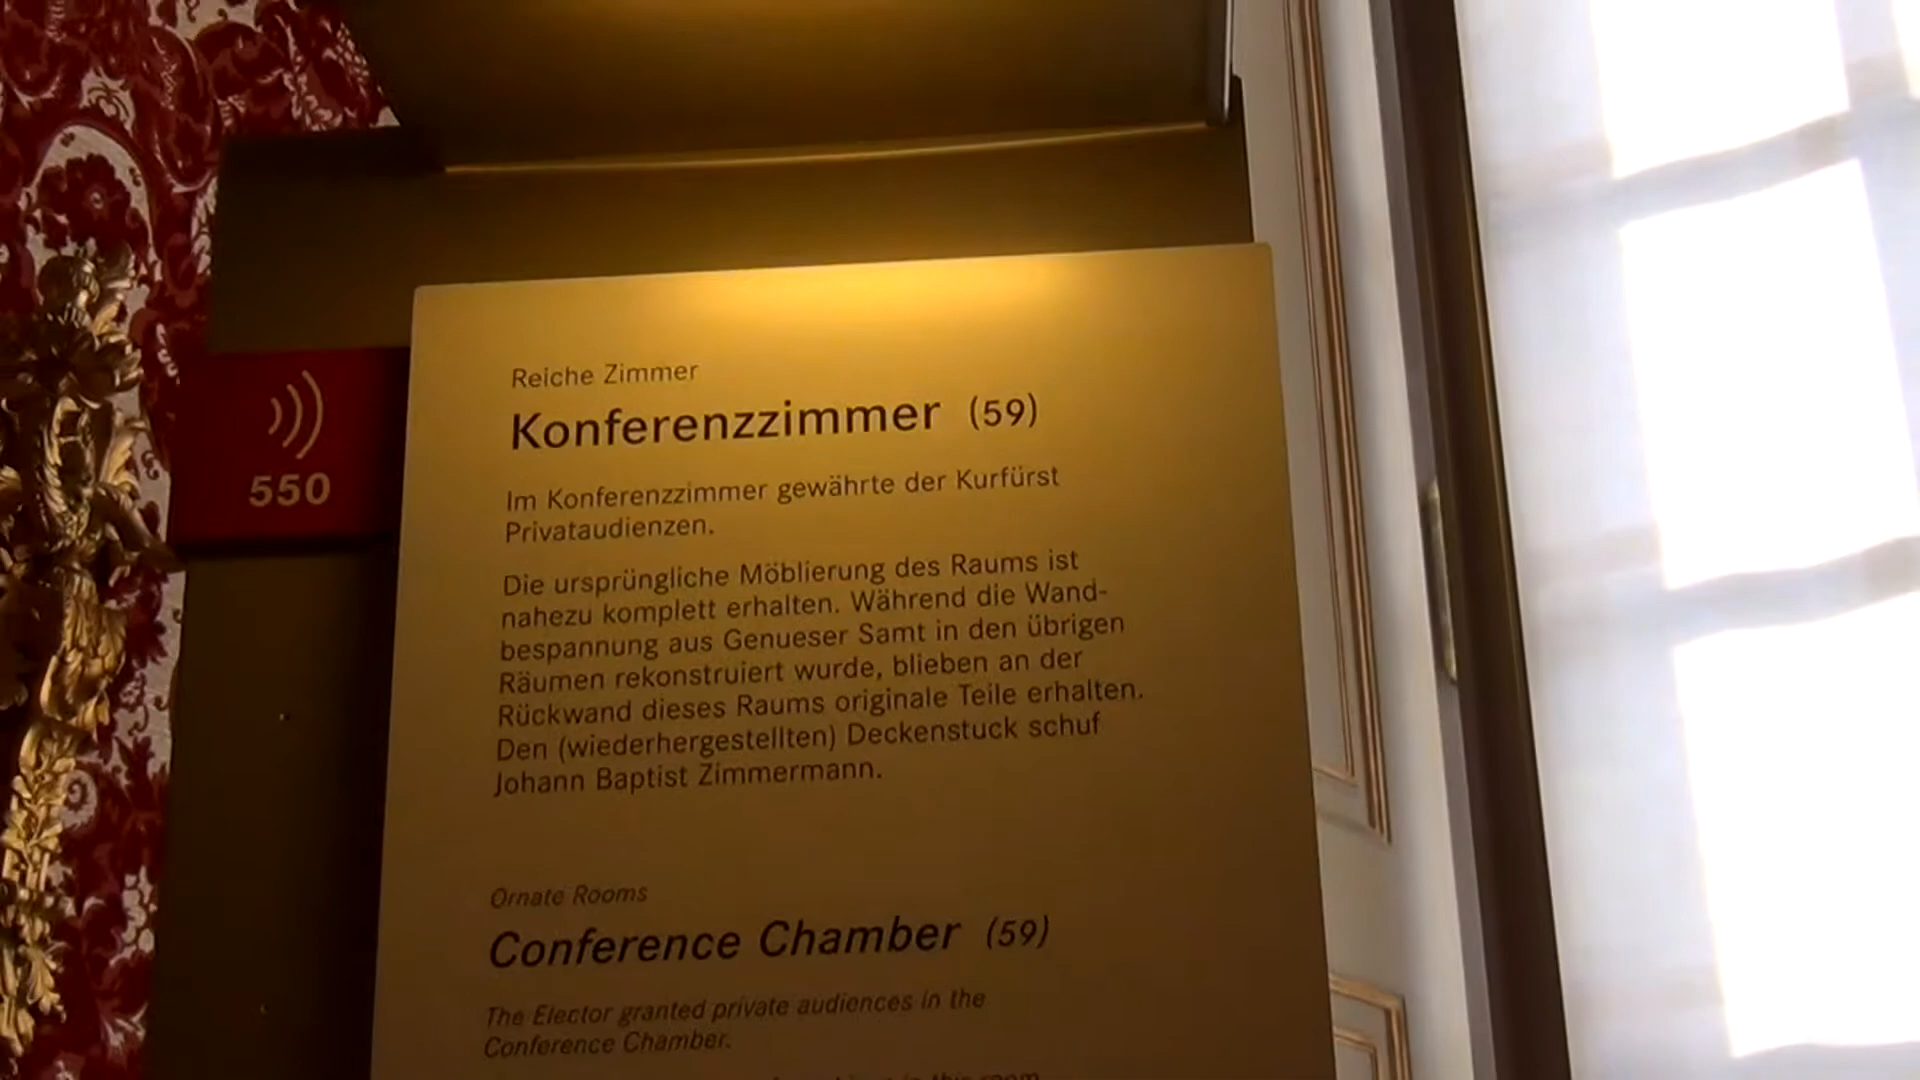 550
Reiche Zimmer
Konferenzzimmer (59)
Im Konferenzzimmer gewährte der Kurfürst
Privataudienzen.
Die ursprüngliche Möblierung des Raums ist
nahezu komplett erhalten. Während die Wand-
bespannung aus Genueser Samt in den übrigen
Räumen rekonstruiert wurde, blieben an der
Rückwand dieses Raums originale Teile erhalten.
Den (wiederhergestellten) Deckenstuck schuf
Johann Baptist Zimmermann.
Ornate Rooms
Conference Chamber (59)
The Elector granted private audiences in the
Conference Chamber.
in this room